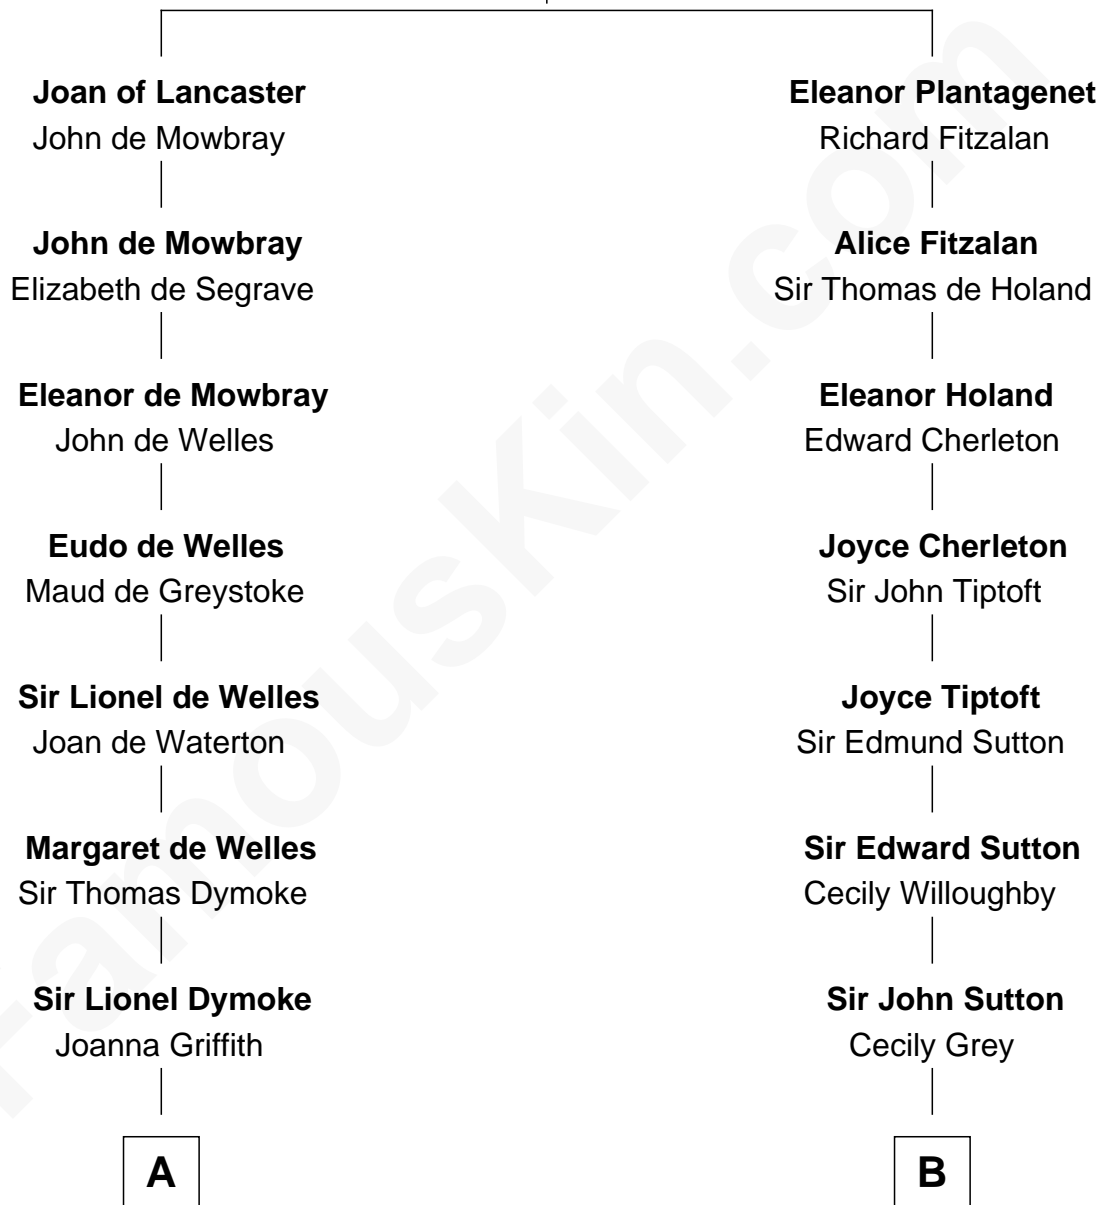 Joan of Lancaster
John de Mowbray
John de Mowbray
Elizabeth de Segrave
Eleanor de Mowbray
John de Welles
Eudo de Welles
Maud de Greystoke
Sir Lionel de Welles
Joan de Waterton
Margaret de Welles
Sir Thomas Dymoke
Sir Lionel Dymoke
Joanna Griffith
A
Eleanor Plantagenet
Richard Fitzalan
Alice Fitzalan
Sir Thomas de Holand
Eleanor Holand
Edward Cherleton
Joyce Cherleton
Sir John Tiptoft
Joyce Tiptoft
Sir Edmund Sutton
Sir Edward Sutton
Cecily Willoughby
Sir John Sutton
Cecily Grey
B
FamousKin.com